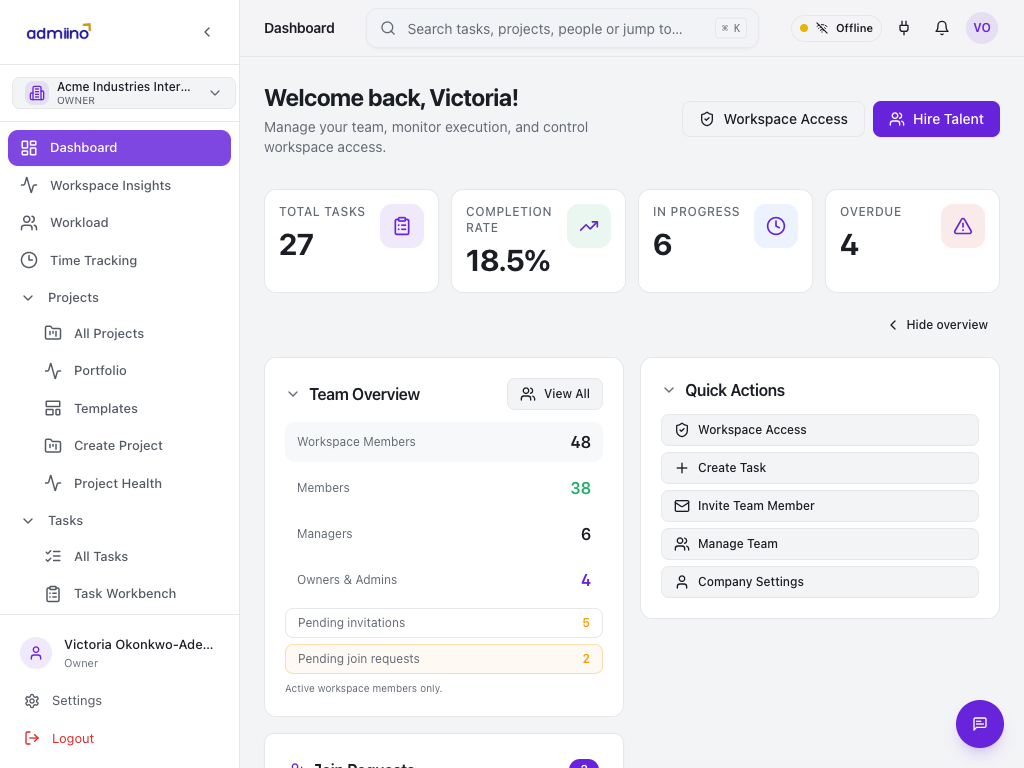 admiino
Dashboard
Search tasks, projects, people or jump to...
⌘ K
Offline
VO
Acme Industries Inter...
OWNER
Dashboard
Workspace Insights
Workload
Time Tracking
Projects
All Projects
Portfolio
Templates
Create Project
Project Health
Tasks
All Tasks
Task Workbench
Victoria Okonkwo-Ade...
Owner
Settings
Logout
Welcome back, Victoria!
Manage your team, monitor execution, and control
workspace access.
Workspace Access
Hire Talent
TOTAL TASKS
27
COMPLETION
RATE
18.5%
IN PROGRESS
6
OVERDUE
4
Hide overview
Team Overview
View All
Workspace Members 48
Members 38
Managers 6
Owners & Admins 4
Pending invitations 5
Pending join requests 2
Active workspace members only.
Quick Actions
Workspace Access
Create Task
Invite Team Member
Manage Team
Company Settings
Join Requests